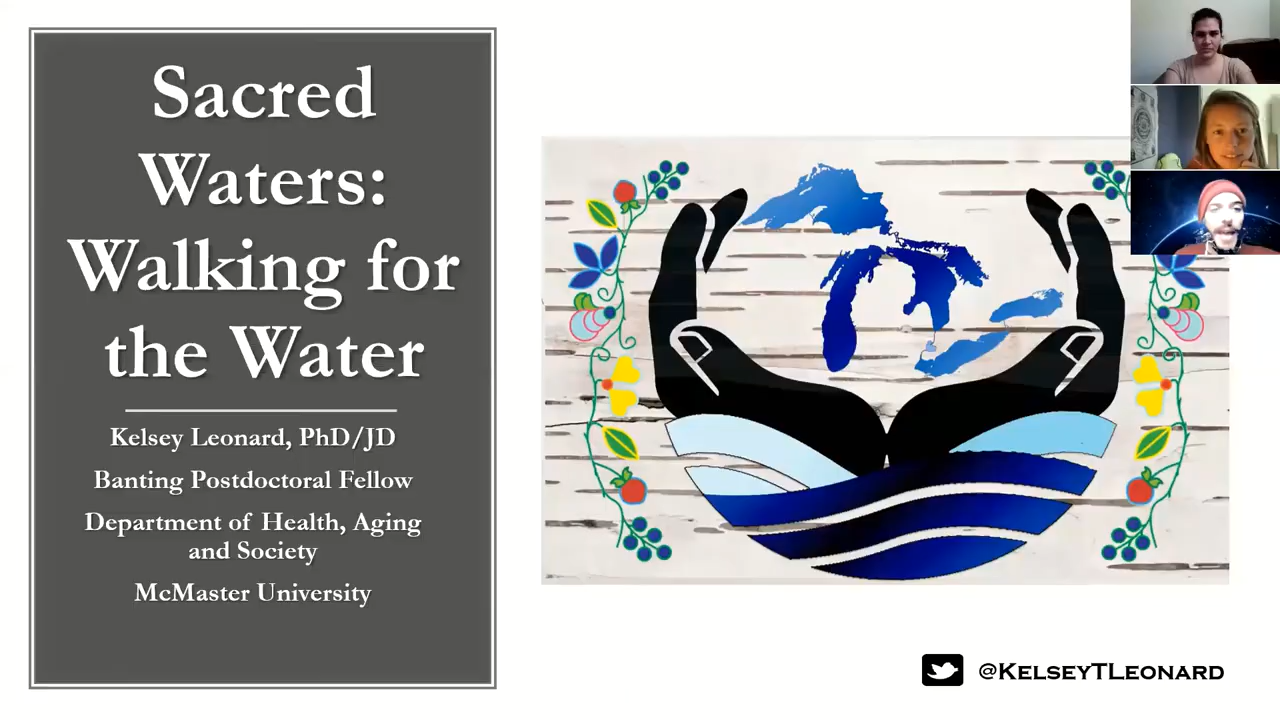 Sacred
Waters:
Walking for
the Water
Kelsey Leonard, PhD/JD
Banting Postdoctoral Fellow
Department of Health, Aging
and Society
McMaster University
@KelseyTLeonard